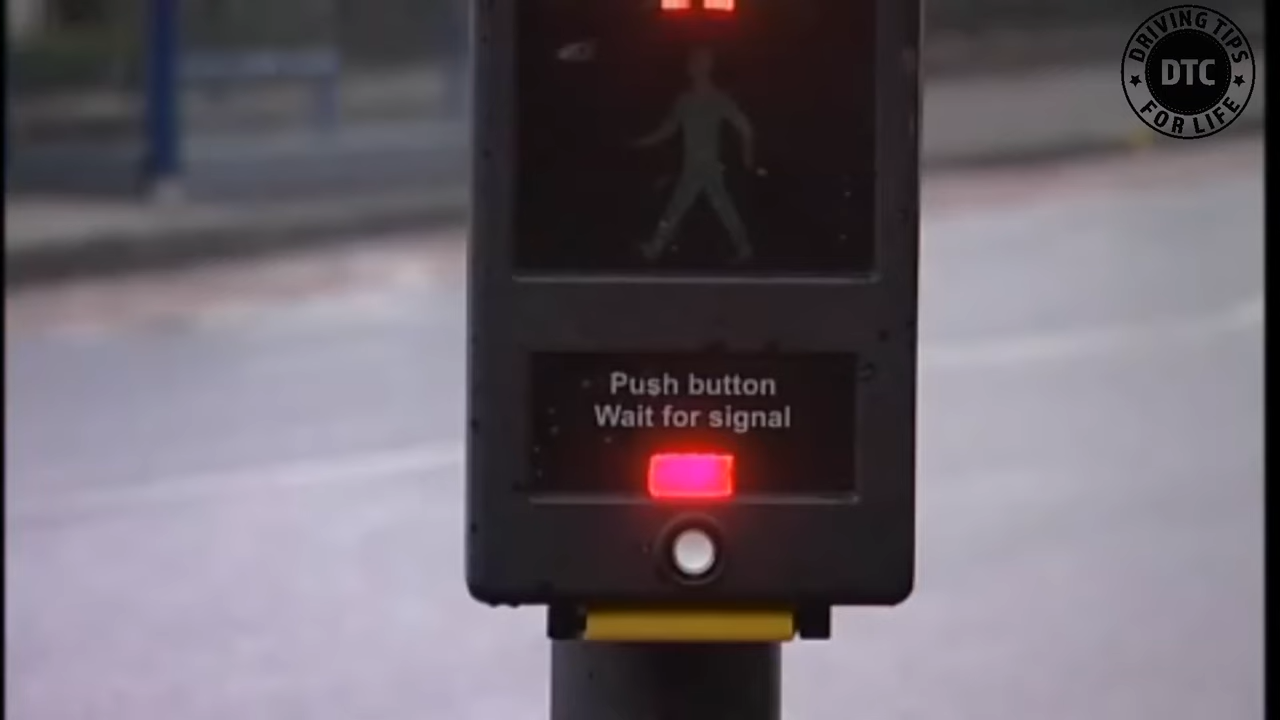 DRIVING TIPS
DTC
FOR LIFE
Push button
Wait for signal